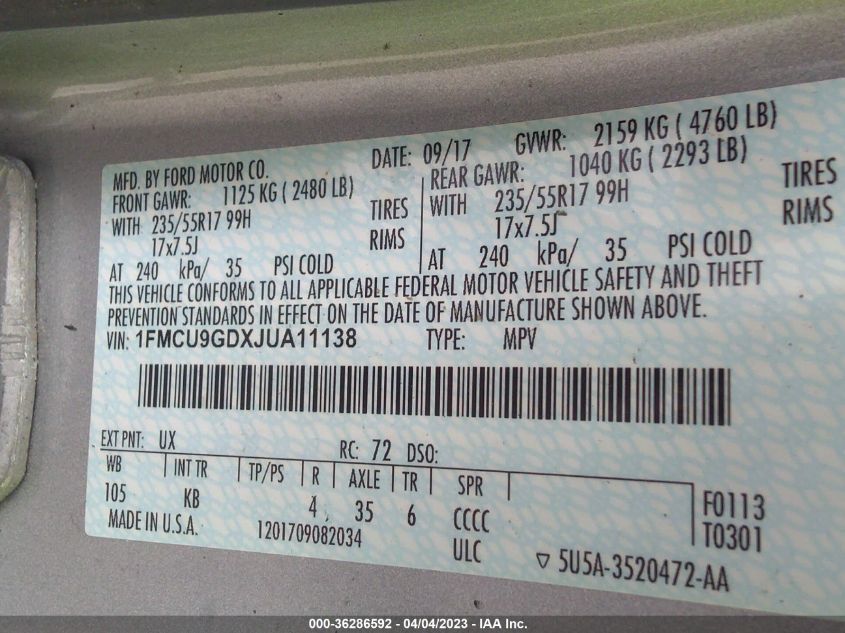 MFD. BY FORD MOTOR CO. DATE: 09/17 GVWR: 2159 KG ( 4760 LB)
FRONT GAWR: 1125 KG ( 2480 LB) REAR GAWR: 1040 KG ( 2293 LB)
WITH 235/55R17 99H TIRES WITH 235/55R17 99H TIRES
17x7.5J RIMS 17x7.5J RIMS
AT 240 kPa/ 35 PSI COLD AT 240 kPa/ 35 PSI COLD
THIS VEHICLE CONFORMS TO ALL APPLICABLE FEDERAL MOTOR VEHICLE SAFETY AND THEFT
PREVENTION STANDARDS IN EFFECT ON THE DATE OF MANUFACTURE SHOWN ABOVE.
VIN: 1FMCU9GDXJUA11138 TYPE: MPV
EXT PNT: UX RC: 72 DSO:
WB INT TR TP/PS R AXLE TR SPR
105 KB 4 35 6 CCCC F0113
MADE IN U.S.A. 1201709082034 ULC T0301
5U5A-3520472-AA
000-36286592 - 04/04/2023 - IAA Inc.